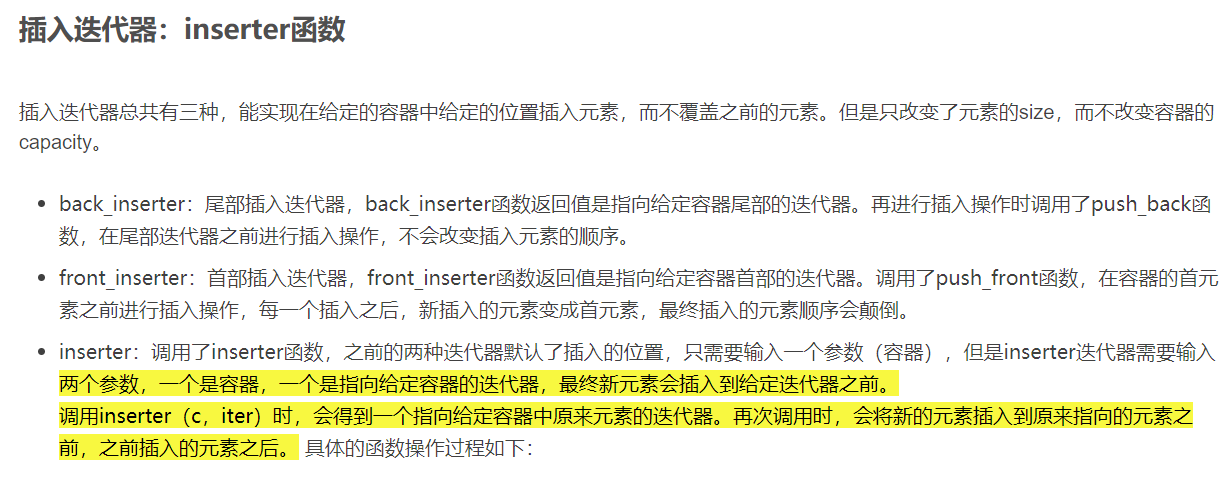 插入迭代器：inserter函数
插入迭代器总共有三种，能实现在给定的容器中给定的位置插入元素，而不覆盖之前的元素。但是只改变了元素的size，而不改变容器的
capacity。
• back_inserter：尾部插入迭代器，back_inserter函数返回值是指向给定容器尾部的迭代器。再进行插入操作时调用了push_back函
数，在尾部迭代器之前进行插入操作，不会改变插入元素的顺序。
• front_inserter：首部插入迭代器，front_inserter函数返回值是指向给定容器首部的迭代器。调用了push_front函数，在容器的首元
素之前进行插入操作，每一个插入之后，新插入的元素变成首元素，最终插入的元素顺序会颠倒。
• inserter：调用了inserter函数，之前的两种迭代器默认了插入的位置，只需要输入一个参数（容器），但是inserter迭代器需要输入
两个参数，一个是容器，一个是指向给定容器的迭代器，最终新元素会插入到给定迭代器之前。
调用inserter（c，iter）时，会得到一个指向给定容器中原来元素的迭代器。再次调用时，会将新的元素插入到原来指向的元素之
前，之前插入的元素之后。 具体的函数操作过程如下：